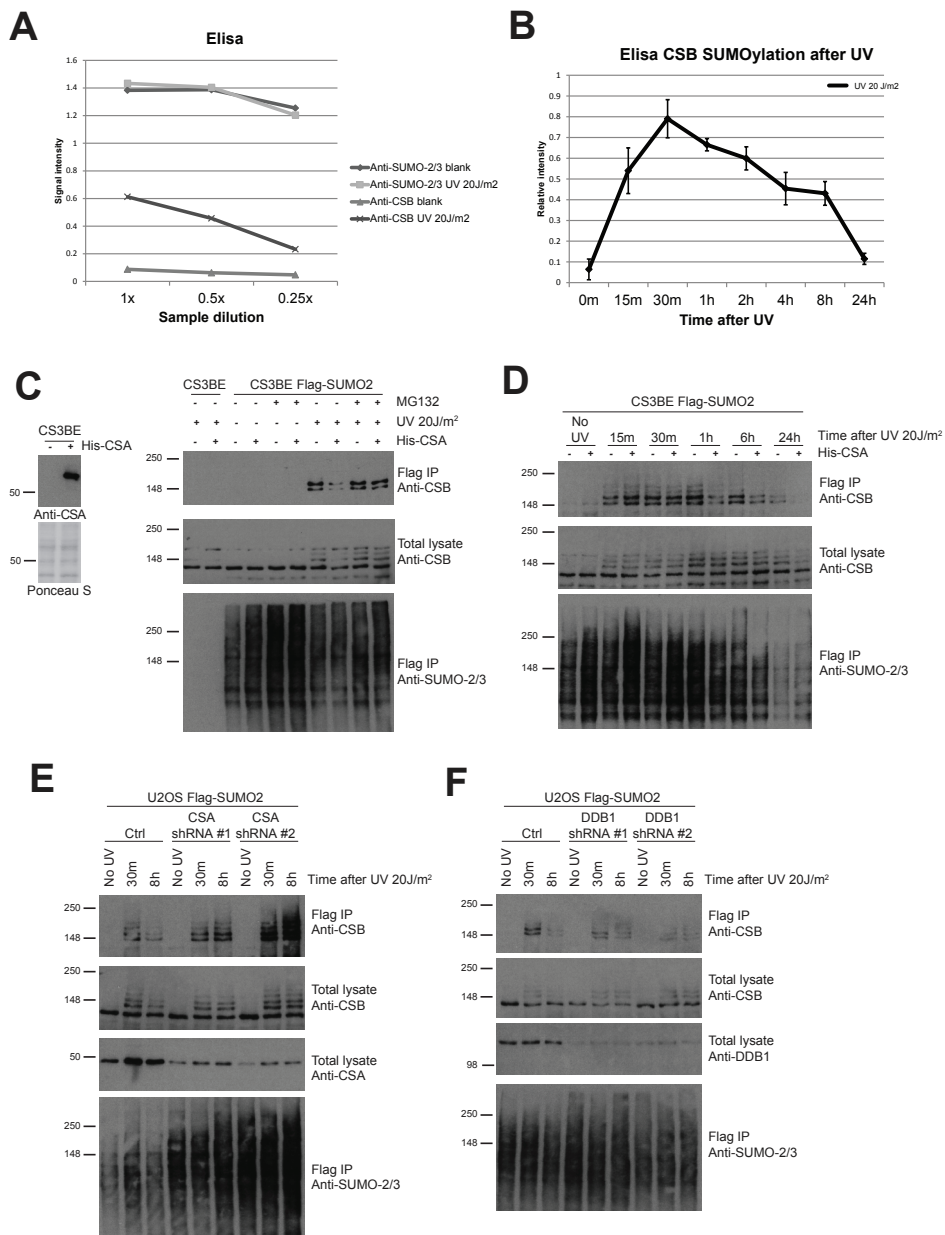 A
Elisa
1.6
1.4
1.2
1
0.8
0.6
0.4
0.2
0
Signal intensity
1x 0.5x 0.25x
Sample dilution
Anti-SUMO-2/3 blank
Anti-SUMO-2/3 UV 20J/m2
Anti-CSB blank
Anti-CSB UV 20J/m2
B
Elisa CSB SUMOylation after UV
UV 20 J/m2
1
0.9
0.8
0.7
0.6
0.5
0.4
0.3
0.2
0.1
0
Relative intensity
0m 15m 30m 1h 2h 4h 8h 24h
Time after UV
C
CS3BE
- + His-CSA
50
Anti-CSA
50
Ponceau S
CS3BE CS3BE Flag-SUMO2
- - - - + + - - + + MG132
+ + - - - - + + + + UV 20J/m²
- + - + - + - + - + His-CSA
250
148
Flag IP
Anti-CSB
250
148
Total lysate
Anti-CSB
250
148
Flag IP
Anti-SUMO-2/3
D
CS3BE Flag-SUMO2
No
UV 15m 30m 1h 6h 24h Time after UV 20J/m²
- + - + - + - + - + - + His-CSA
250
148
Flag IP
Anti-CSB
250
148
Total lysate
Anti-CSB
250
148
Flag IP
Anti-SUMO-2/3
E
U2OS Flag-SUMO2
Ctrl CSA shRNA #1 CSA shRNA #2
No UV 30m 8h No UV 30m 8h No UV 30m 8h Time after UV 20J/m²
250
148
Flag IP
Anti-CSB
250
148
Total lysate
Anti-CSB
50
Total lysate
Anti-CSA
250
148
Flag IP
Anti-SUMO-2/3
F
U2OS Flag-SUMO2
Ctrl DDB1 shRNA #1 DDB1 shRNA #2
No UV 30m 8h No UV 30m 8h No UV 30m 8h Time after UV 20J/m²
250
148
Flag IP
Anti-CSB
250
148
Total lysate
Anti-CSB
98
Total lysate
Anti-DDB1
250
148
Flag IP
Anti-SUMO-2/3